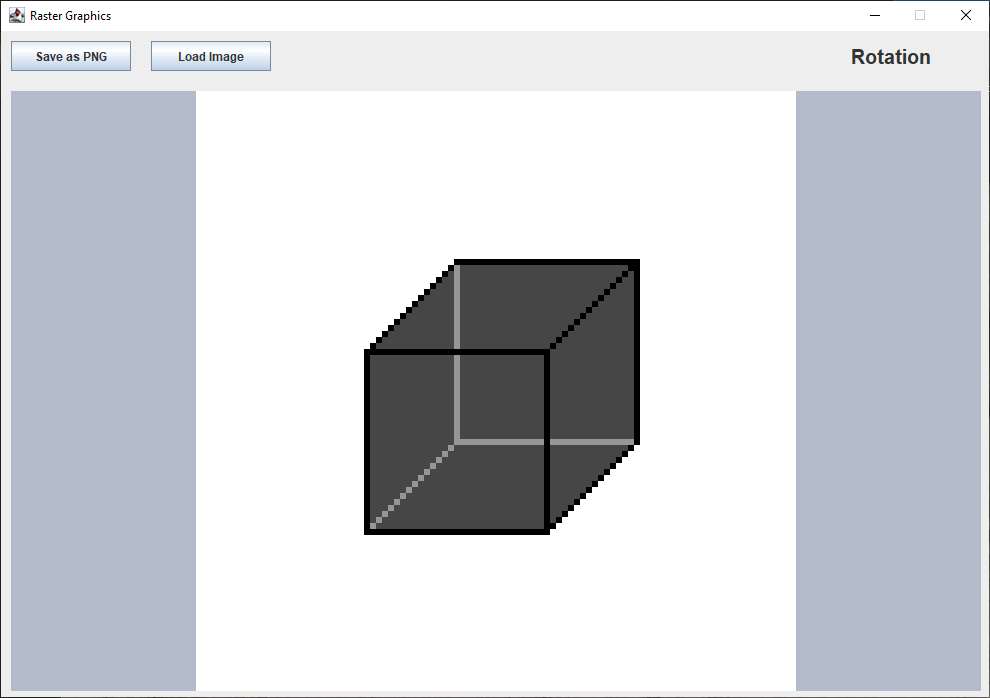 Raster Graphics
Save as PNG
Load Image
Rotation